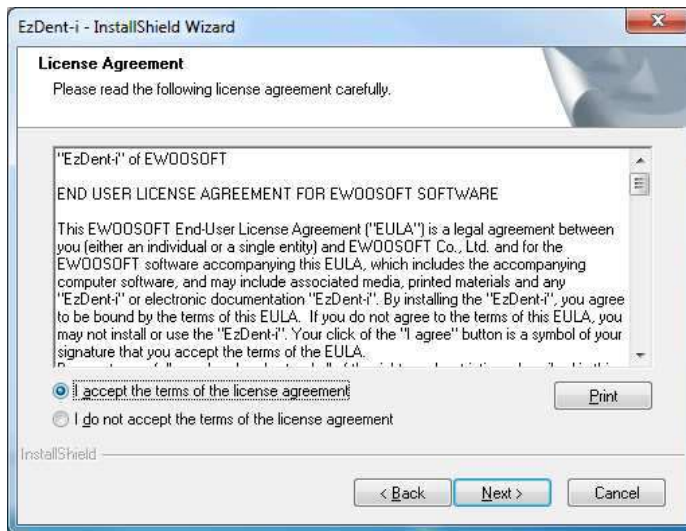 EzDent-i - InstallShield Wizard
License Agreement
Please read the following license agreement carefully.
"EzDent-i" of EWOOSOFT
END USER LICENSE AGREEMENT FOR EWOOSOFT SOFTWARE
This EWOOSOFT End-User License Agreement ("EULA") is a legal agreement between
you (either an individual or a single entity) and EWOOSOFT Co., Ltd. and for the
EWOOSOFT software accompanying this EULA, which includes the accompanying
computer software, and may include associated media, printed materials and any
"EzDent-i" or electronic documentation "EzDent-i". By installing the "EzDent-i", you agree
to be bound by the terms of this EULA. If you do not agree to the terms of this EULA, you
may not install or use the "EzDent-i". Your click of the "I agree" button is a symbol of your
signature that you accept the terms of the EULA.
I accept the terms of the license agreement
I do not accept the terms of the license agreement
Print
InstallShield
< Back
Next >
Cancel